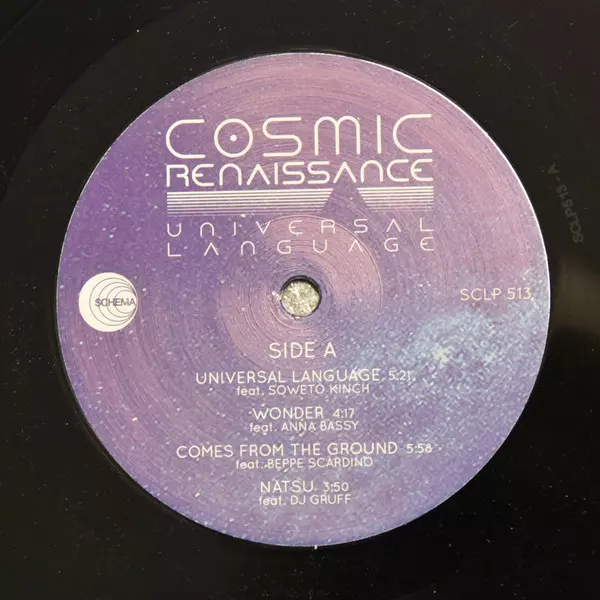 COSMIC
RENAISSANCE
UNIVERSAL
LANGUAGE
SCHEMA
SCLP 513
SIDE A
UNIVERSAL LANGUAGE 5:21
feat. SOWETO KINCH
WONDER 4:17
feat. ANNA BASSY
COMES FROM THE GROUND 5:58
feat. BEPPE SCARDINO
NATSU 3:50
feat. DJ GRUFF
SCLP513-A